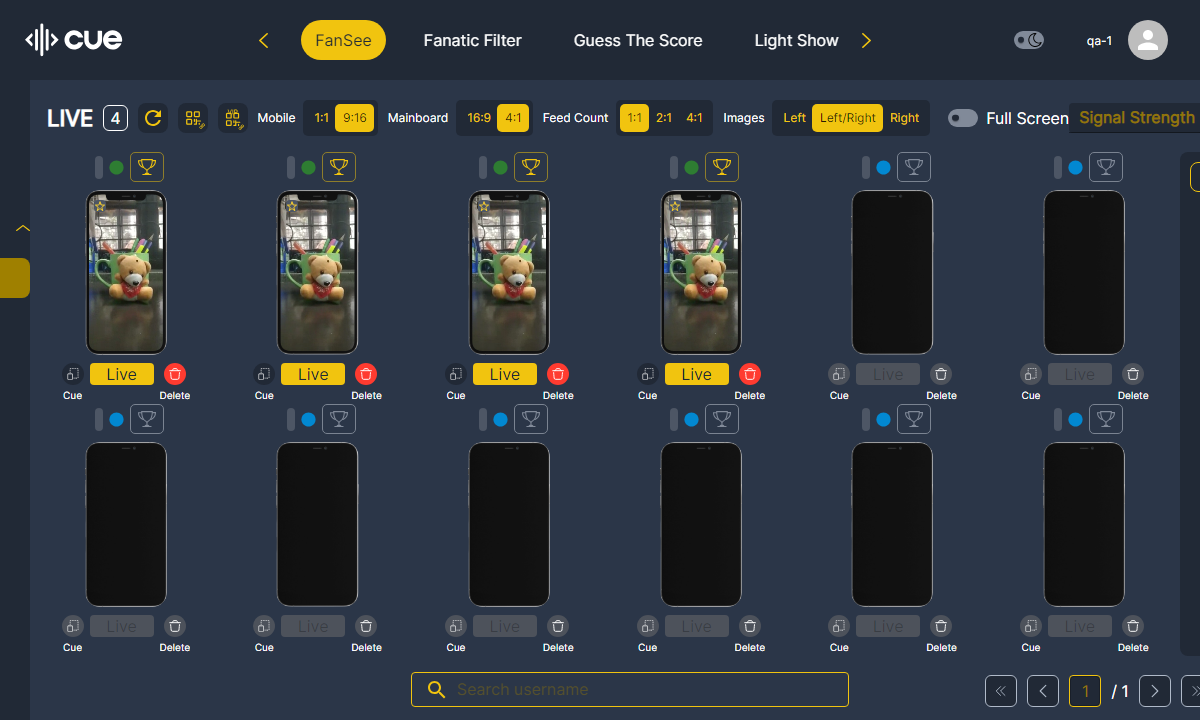 cue FanSee Fanatic Filter Guess The Score Light Show qa-1
LIVE 4 Mobile 1:1 9:16 Mainboard 16:9 4:1 Feed Count 1:1 2:1 4:1 Images Left Left/Right Right Full Screen Signal Strength
Live Live Live Live Live Live
Cue Delete Cue Delete Cue Delete Cue Delete Cue Delete Cue Delete
Live Live Live Live Live Live
Cue Delete Cue Delete Cue Delete Cue Delete Cue Delete Cue Delete
Search username 1 / 1